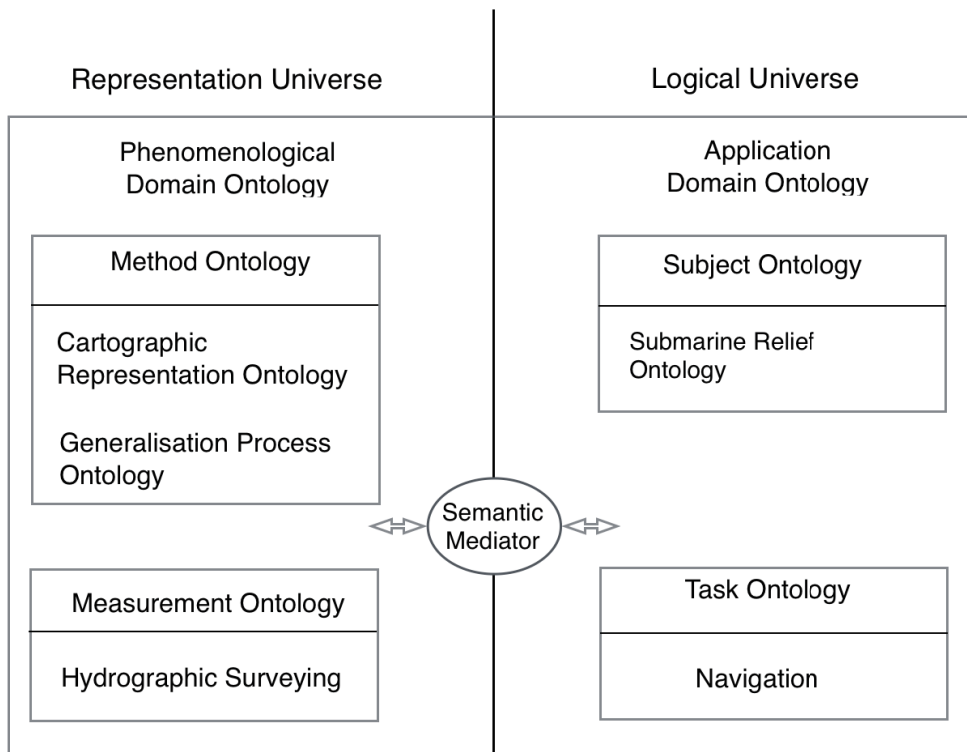 Representation Universe
Logical Universe
Phenomenological
Domain Ontology
Application
Domain Ontology
Method Ontology
Cartographic
Representation Ontology
Generalisation Process
Ontology
Subject Ontology
Submarine Relief
Ontology
Semantic
Mediator
Measurement Ontology
Hydrographic Surveying
Task Ontology
Navigation